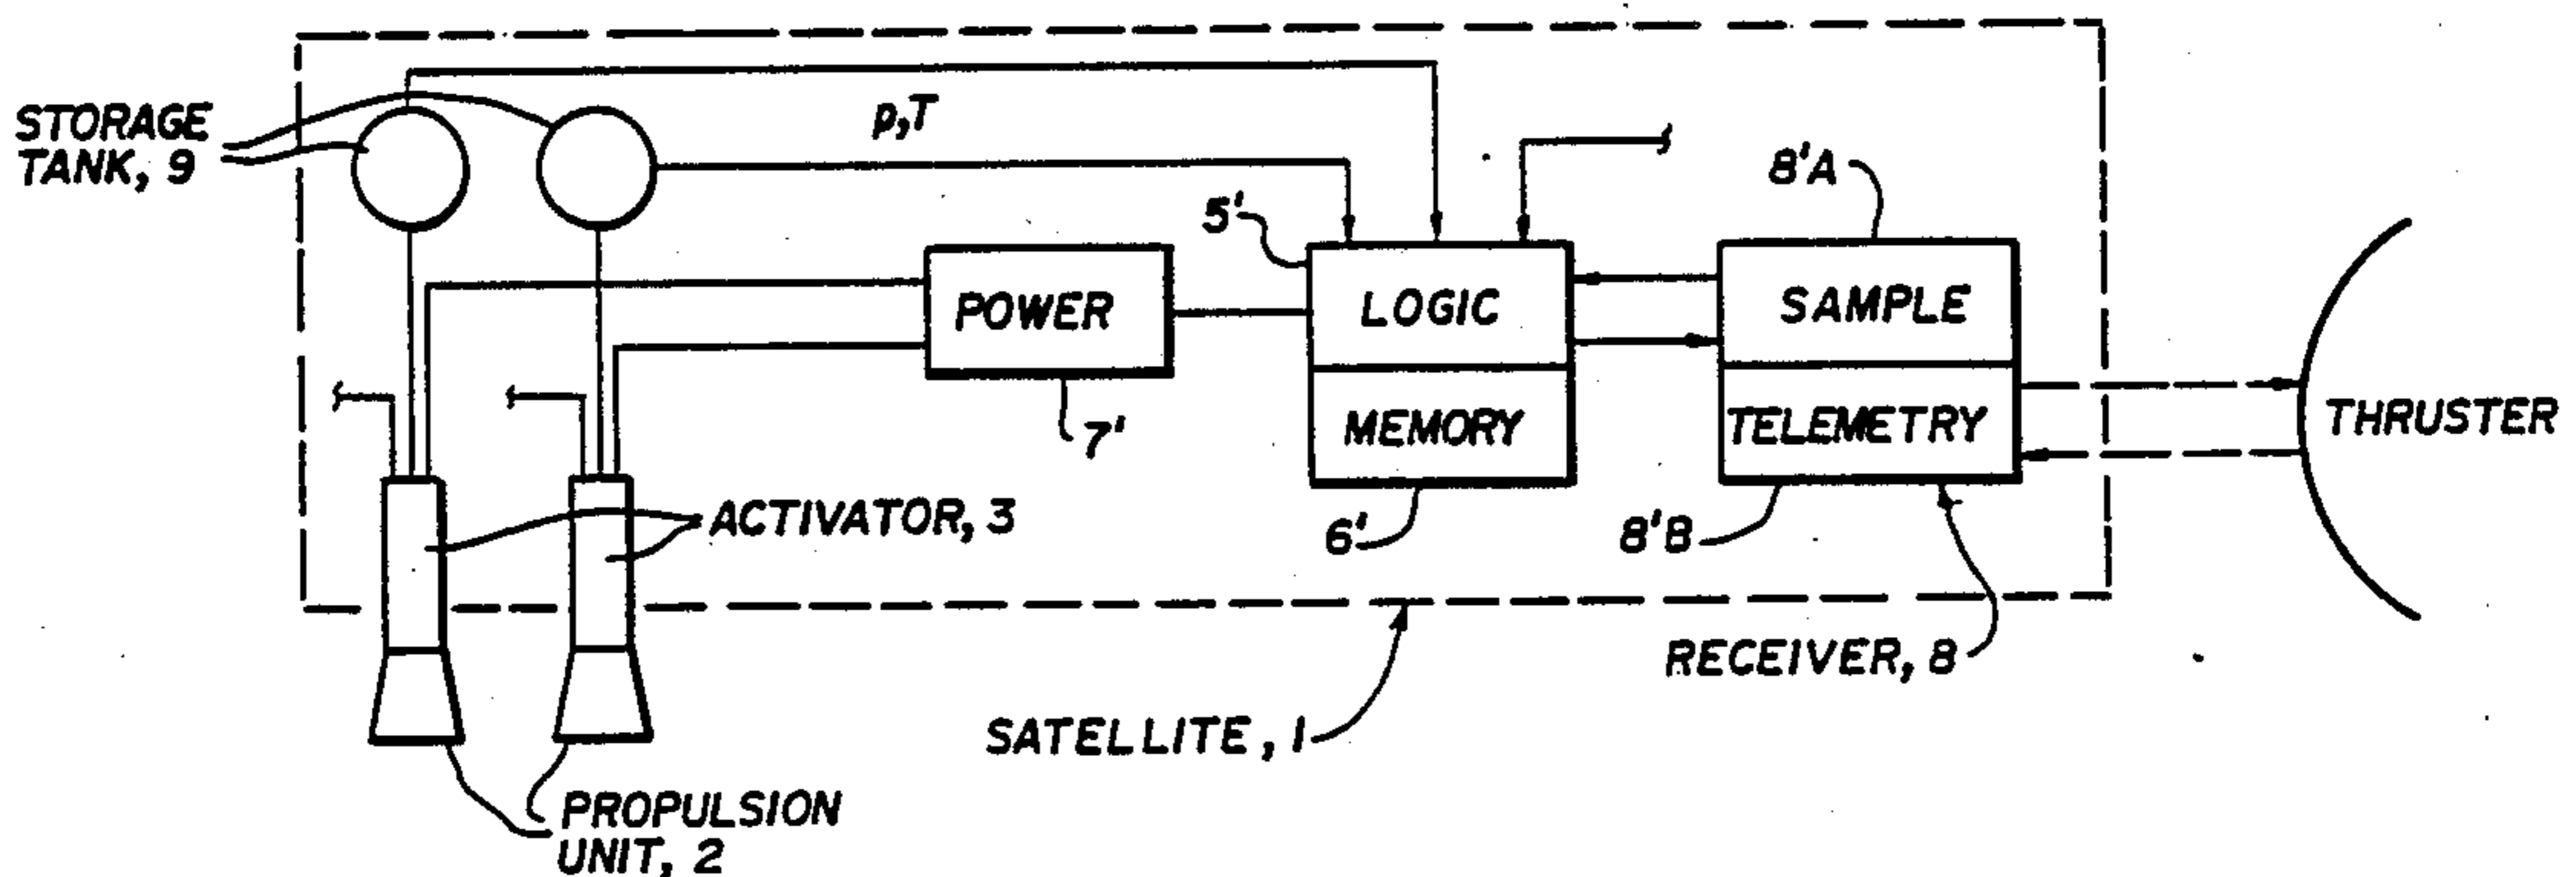 STORAGE
TANK, 9
p,T
8'A
5'
POWER
LOGIC
SAMPLE
MEMORY
TELEMETRY
THRUSTER
7'
ACTIVATOR, 3
6'
8'B
RECEIVER, 8
SATELLITE, 1
PROPULSION
UNIT, 2